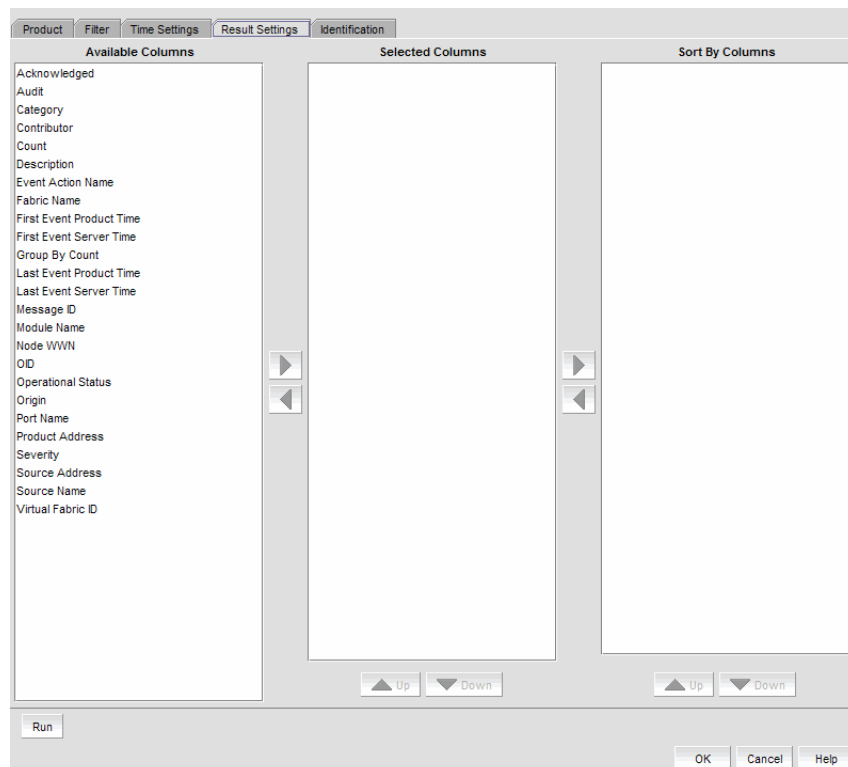 Product Filter Time Settings Result Settings Identification
Available Columns Selected Columns Sort By Columns
Acknowledged
Audit
Category
Contributor
Count
Description
Event Action Name
Fabric Name
First Event Product Time
First Event Server Time
Group By Count
Last Event Product Time
Last Event Server Time
Message ID
Module Name
Node WWN
OID
Operational Status
Origin
Port Name
Product Address
Severity
Source Address
Source Name
Virtual Fabric ID
Up Down Up Down
Run
OK Cancel Help